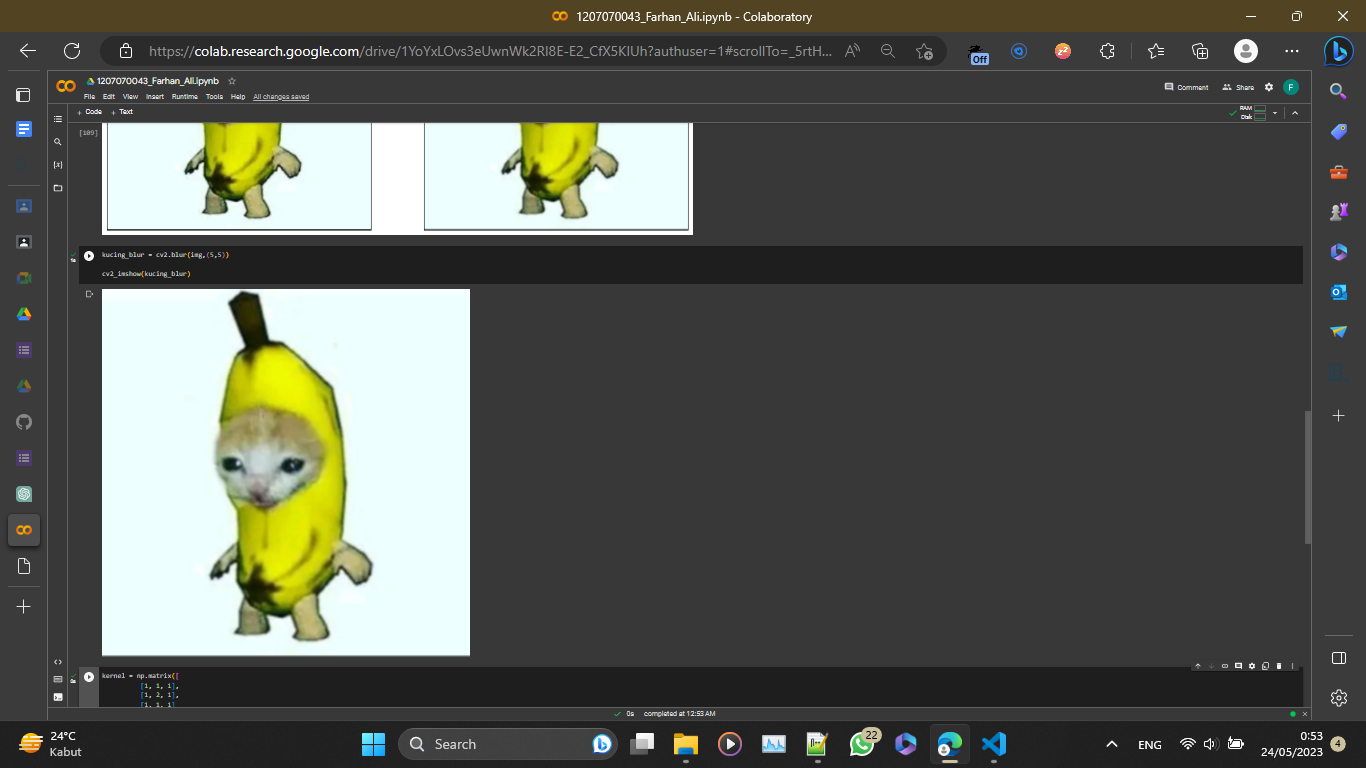 1207070043_Farhan_Ali.ipynb - Colaboratory
https://colab.research.google.com/drive/1YoYxLOvs3eUwnWk2Rl8E-E2_CfX5KIUh?authuser=1#scrollTo=_5rtH...
Off
1207070043_Farhan_Ali.ipynb
File Edit View Insert Runtime Tools Help All changes saved
Comment Share F
+ Code + Text
RAM
Disk
[109]
kucing_blur = cv2.blur(img,(5,5))
cv2_imshow(kucing_blur)
kernel = np.matrix([
[1, 1, 1],
[1, 2, 1],
[1, 1, 1]
0s completed at 12:53 AM
24°C
Kabut
Search
22
ENG
0:53
24/05/2023
4